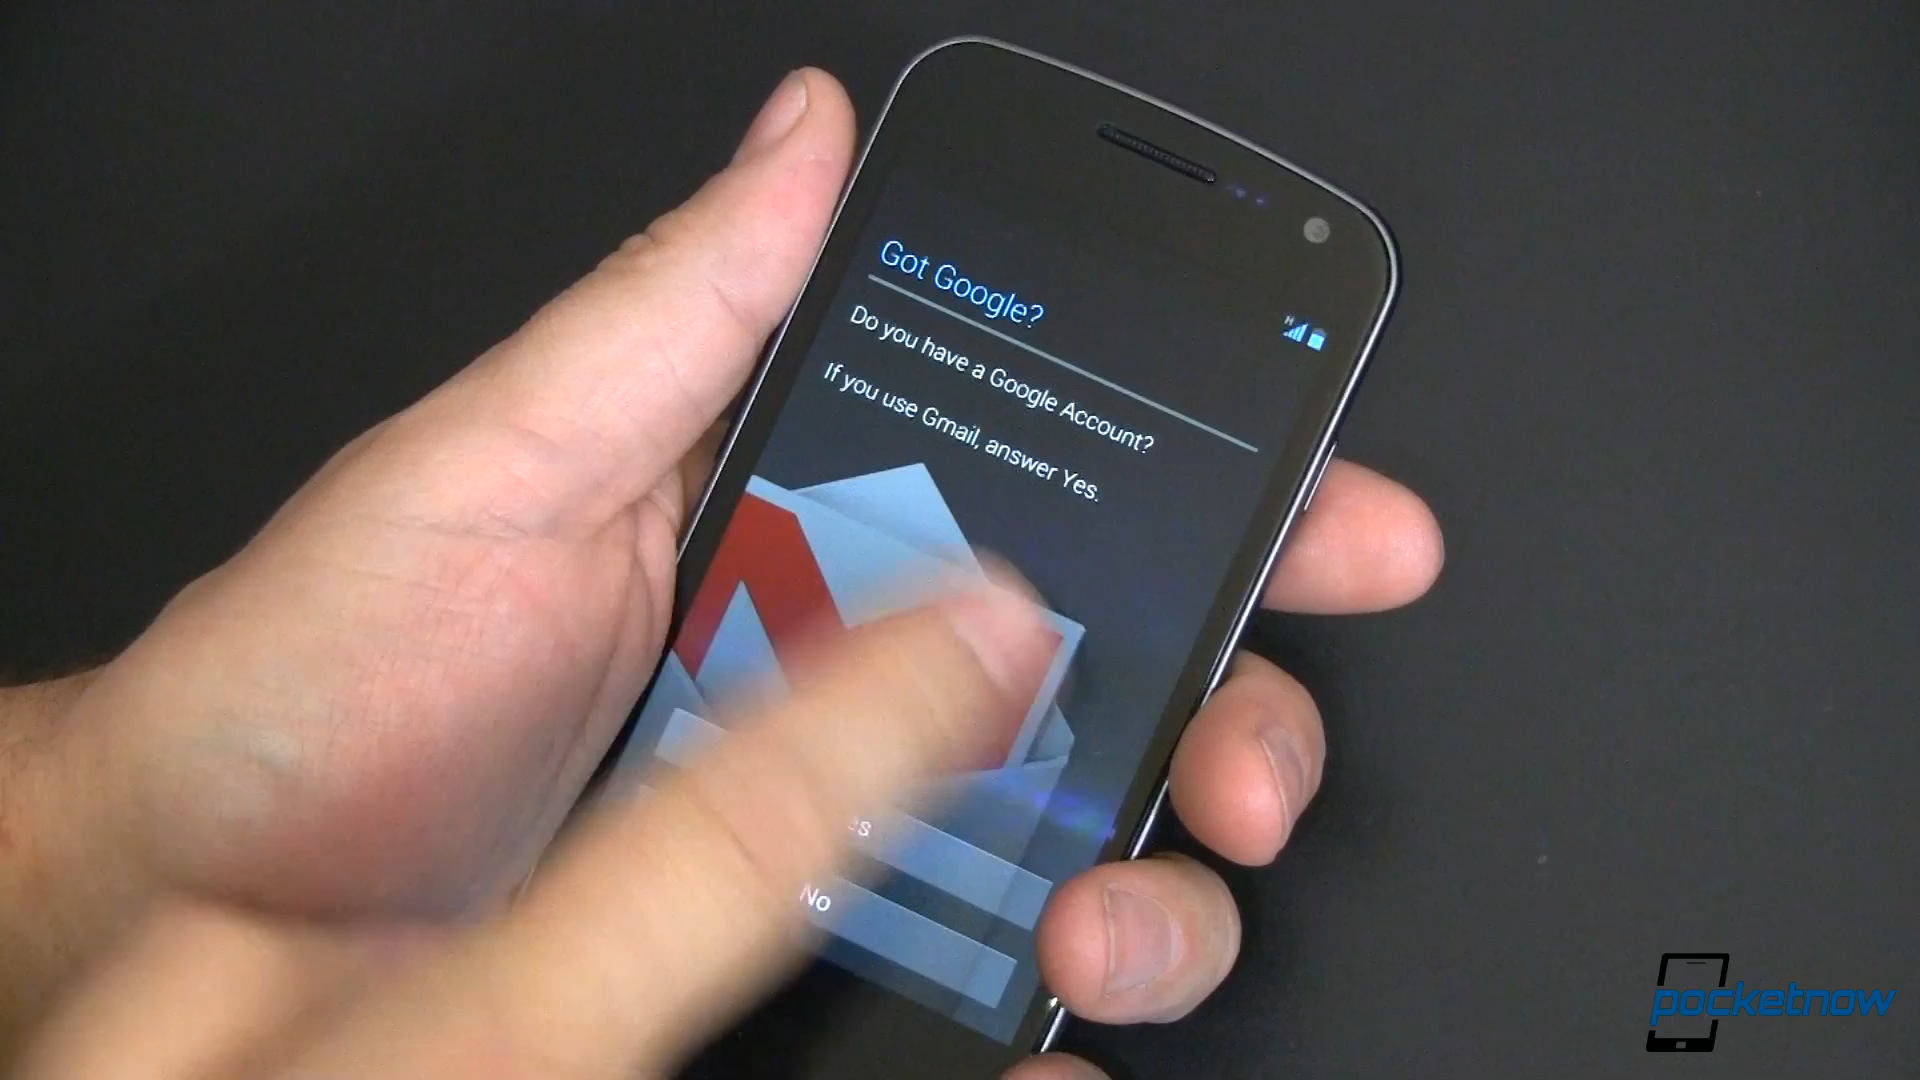 Got Google?
H
Do you have a Google Account?
If you use Gmail, answer Yes.
No
pocketnow